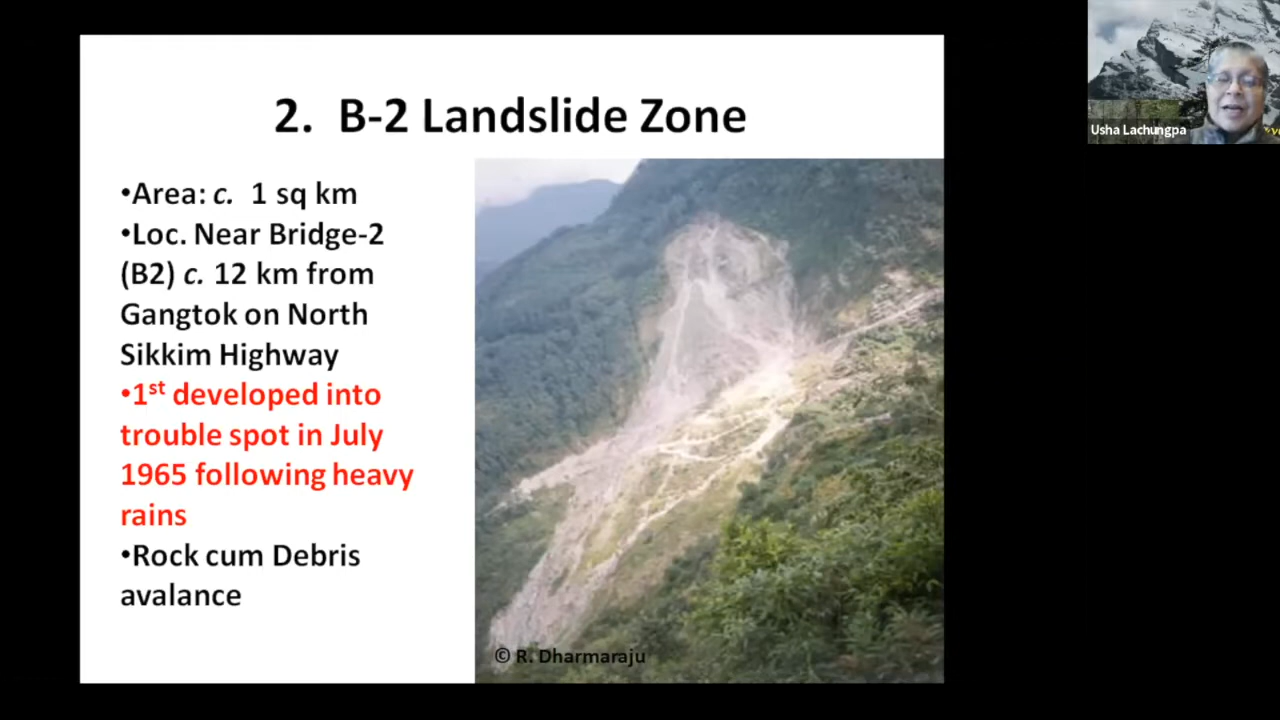 2. B-2 Landslide Zone
•Area: c. 1 sq km
•Loc. Near Bridge-2
(B2) c. 12 km from
Gangtok on North
Sikkim Highway
•1st developed into
trouble spot in July
1965 following heavy
rains
•Rock cum Debris
avalance
© R. Dharmaraju
Usha Lachungpa